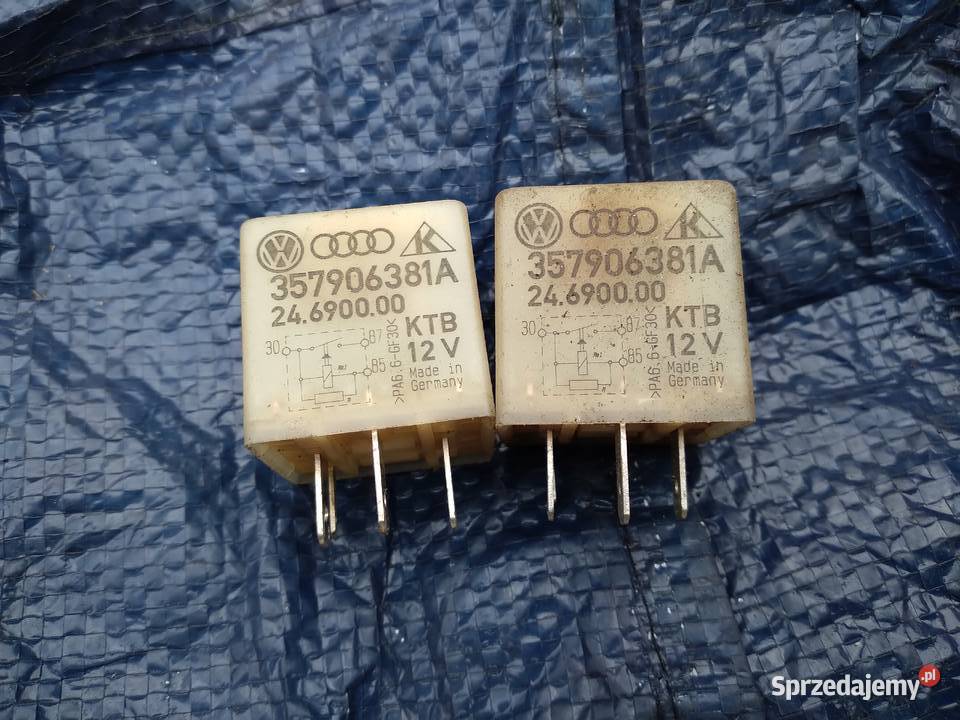 357906381A
24.6900.00
KTB
12 V
Made in
Germany
30
87
85
>PA6.6-GF30<
K
357906381A
24.6900.00
KTB
12 V
Made in
Germany
30
87
85
>PA6.6-GF30<
K
Sprzedajemy.pl